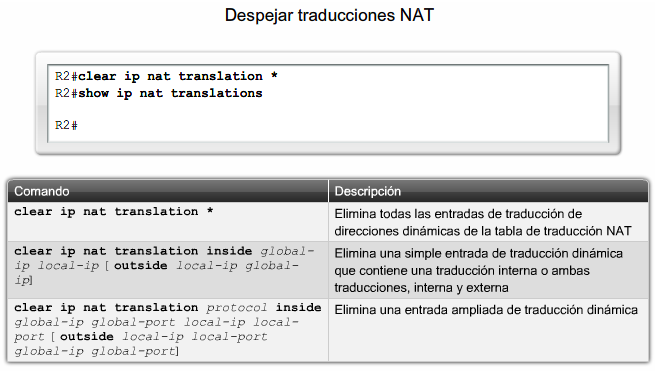 Despejar traducciones NAT
R2#clear ip nat translation *
R2#show ip nat translations
R2#
Comando
Descripción
clear ip nat translation *
Elimina todas las entradas de traducción de
direcciones dinámicas de la tabla de traducción NAT
clear ip nat translation inside global-
ip local-ip [ outside local-ip global-
ip]
Elimina una simple entrada de traducción dinámica
que contiene una traducción interna o ambas
traducciones, interna y externa
clear ip nat translation protocol inside
global-ip global-port local-ip local-
port [ outside local-ip local-port
global-ip global-port]
Elimina una entrada ampliada de traducción dinámica